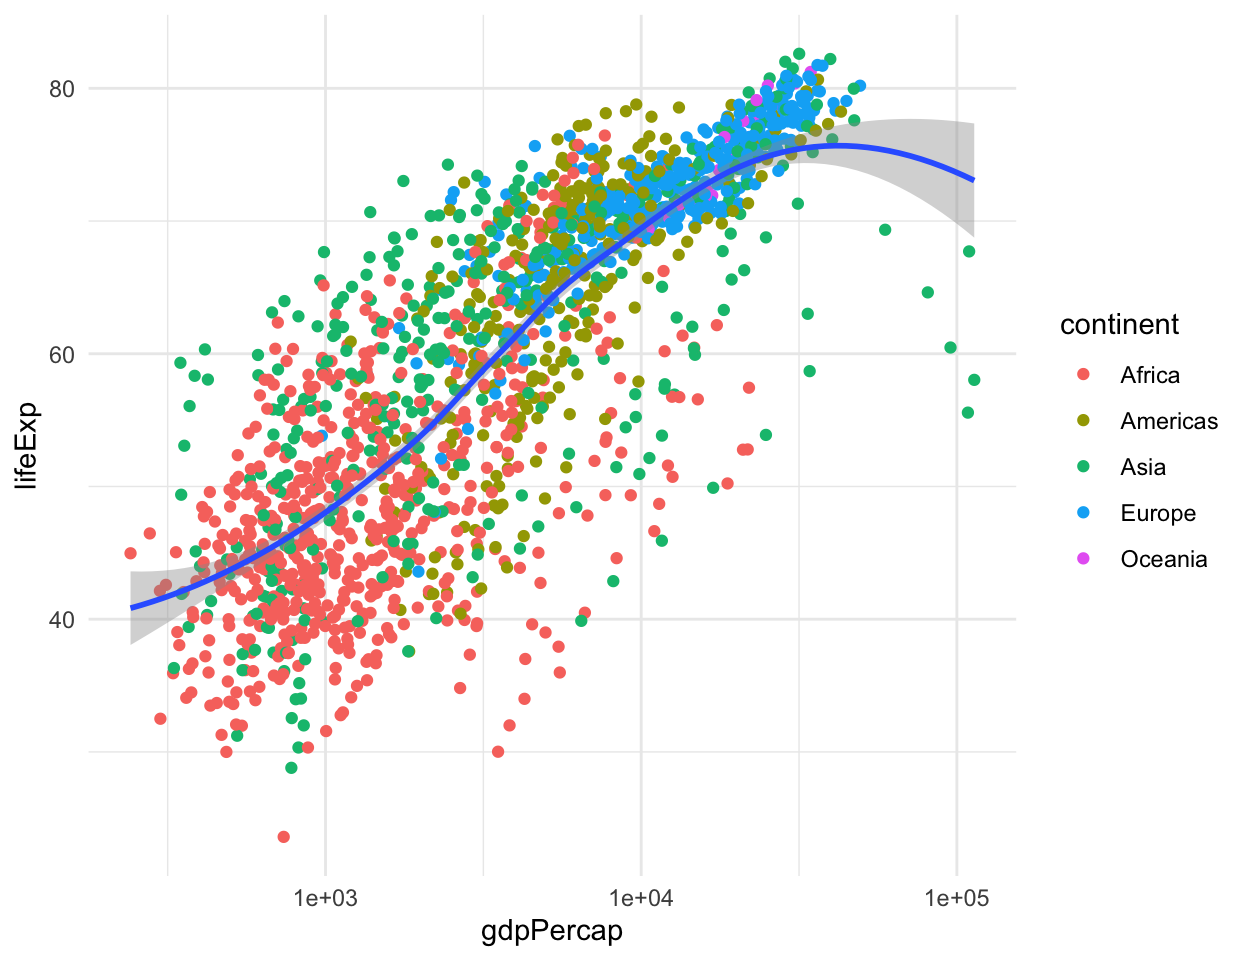 80
60
40
lifeExp
1e+03
1e+04
1e+05
gdpPercap
continent
Africa
Americas
Asia
Europe
Oceania